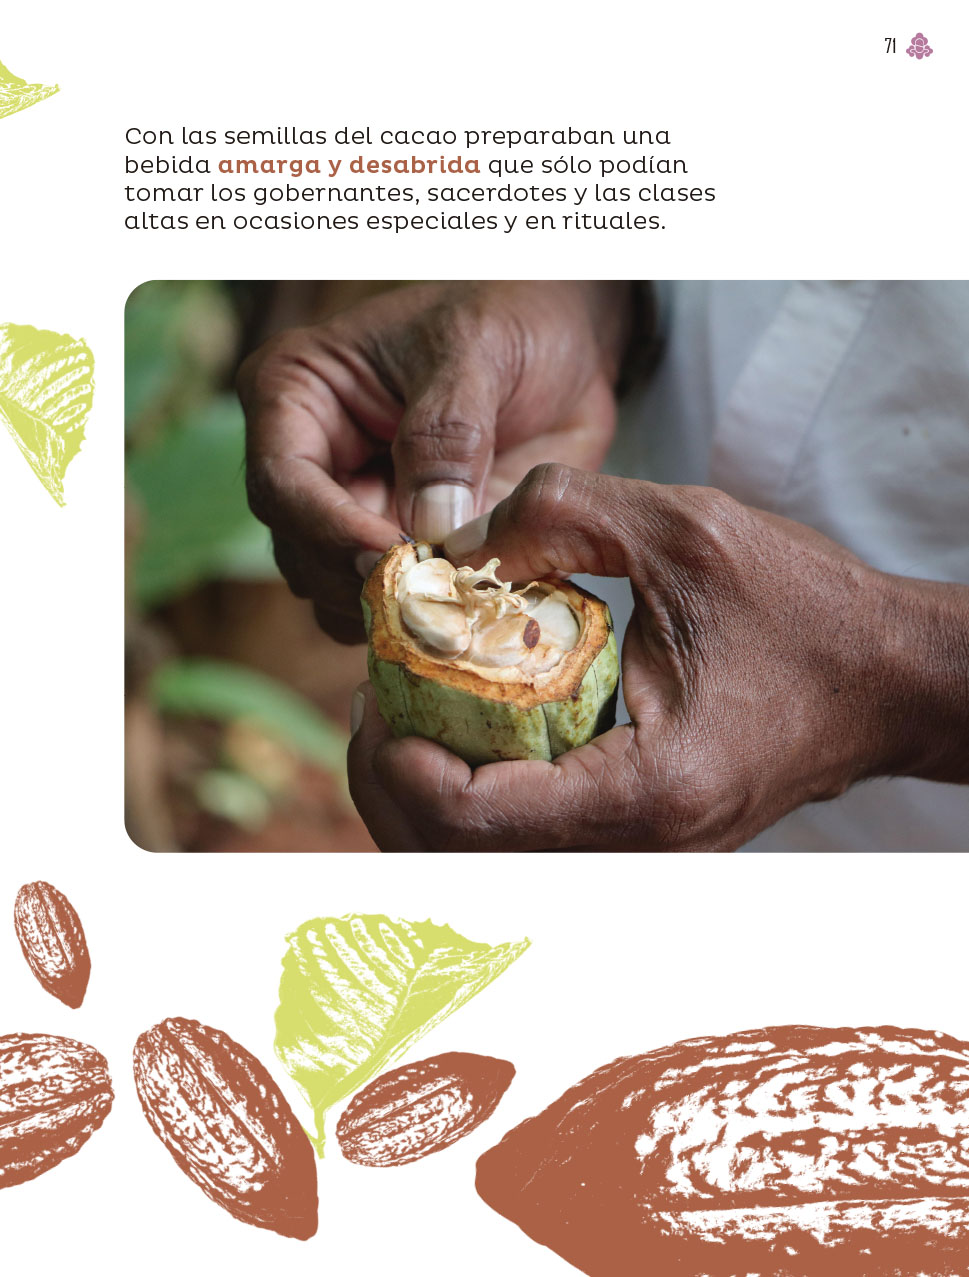 71
Con las semillas del cacao preparaban una
bebida amarga y desabrida que sólo podían
tomar los gobernantes, sacerdotes y las clases
altas en ocasiones especiales y en rituales.